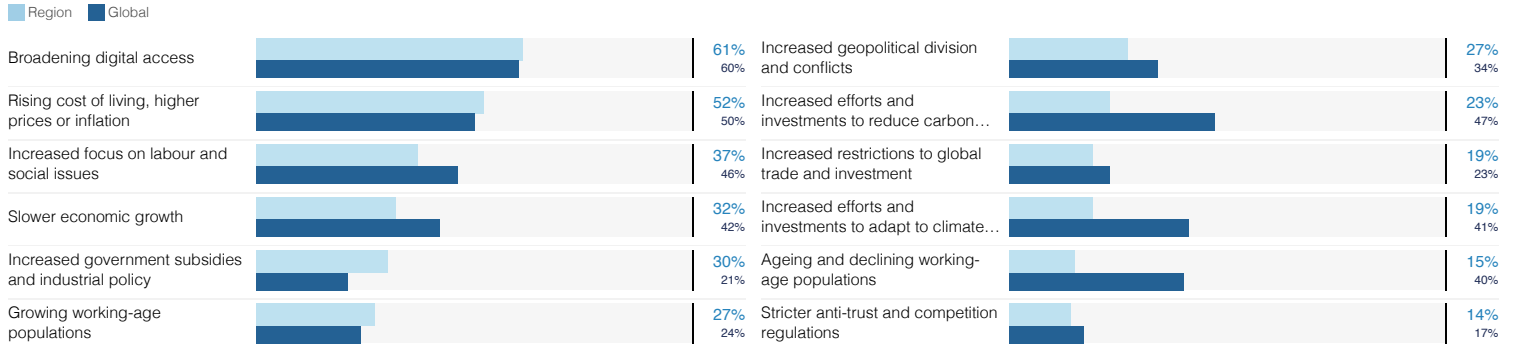 Region Global
Broadening digital access
61%
60%
Rising cost of living, higher
prices or inflation
52%
50%
Increased focus on labour and
social issues
37%
46%
Slower economic growth
32%
42%
Increased government subsidies
and industrial policy
30%
21%
Growing working-age
populations
27%
24%
Increased geopolitical division
and conflicts
27%
34%
Increased efforts and
investments to reduce carbon…
23%
47%
Increased restrictions to global
trade and investment
19%
23%
Increased efforts and
investments to adapt to climate…
19%
41%
Ageing and declining working-
age populations
15%
40%
Stricter anti-trust and competition
regulations
14%
17%